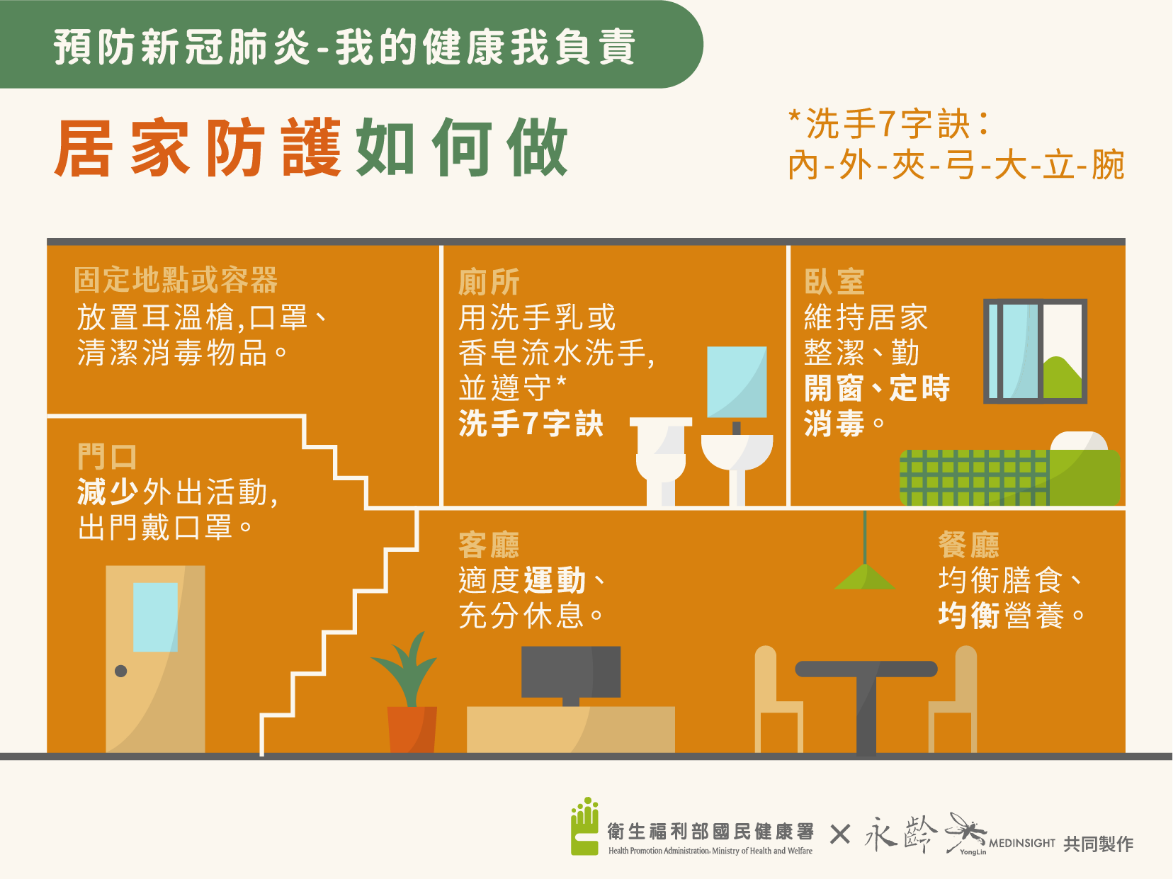 預防新冠肺炎-我的健康我負責
居家防護如何做
*洗手7字訣：
內-外-夾-弓-大-立-腕
固定地點或容器
放置耳溫槍,口罩、
清潔消毒物品。
廁所
用洗手乳或
香皂流水洗手,
並遵守*
洗手7字訣
臥室
維持居家
整潔、勤
開窗、定時
消毒。
門口
減少外出活動,
出門戴口罩。
客廳
適度運動、
充分休息。
餐廳
均衡膳食、
均衡營養。
衛生福利部國民健康署
Health Promotion Administration, Ministry of Health and Welfare
×
永齡
YongLin
MEDINSIGHT
共同製作